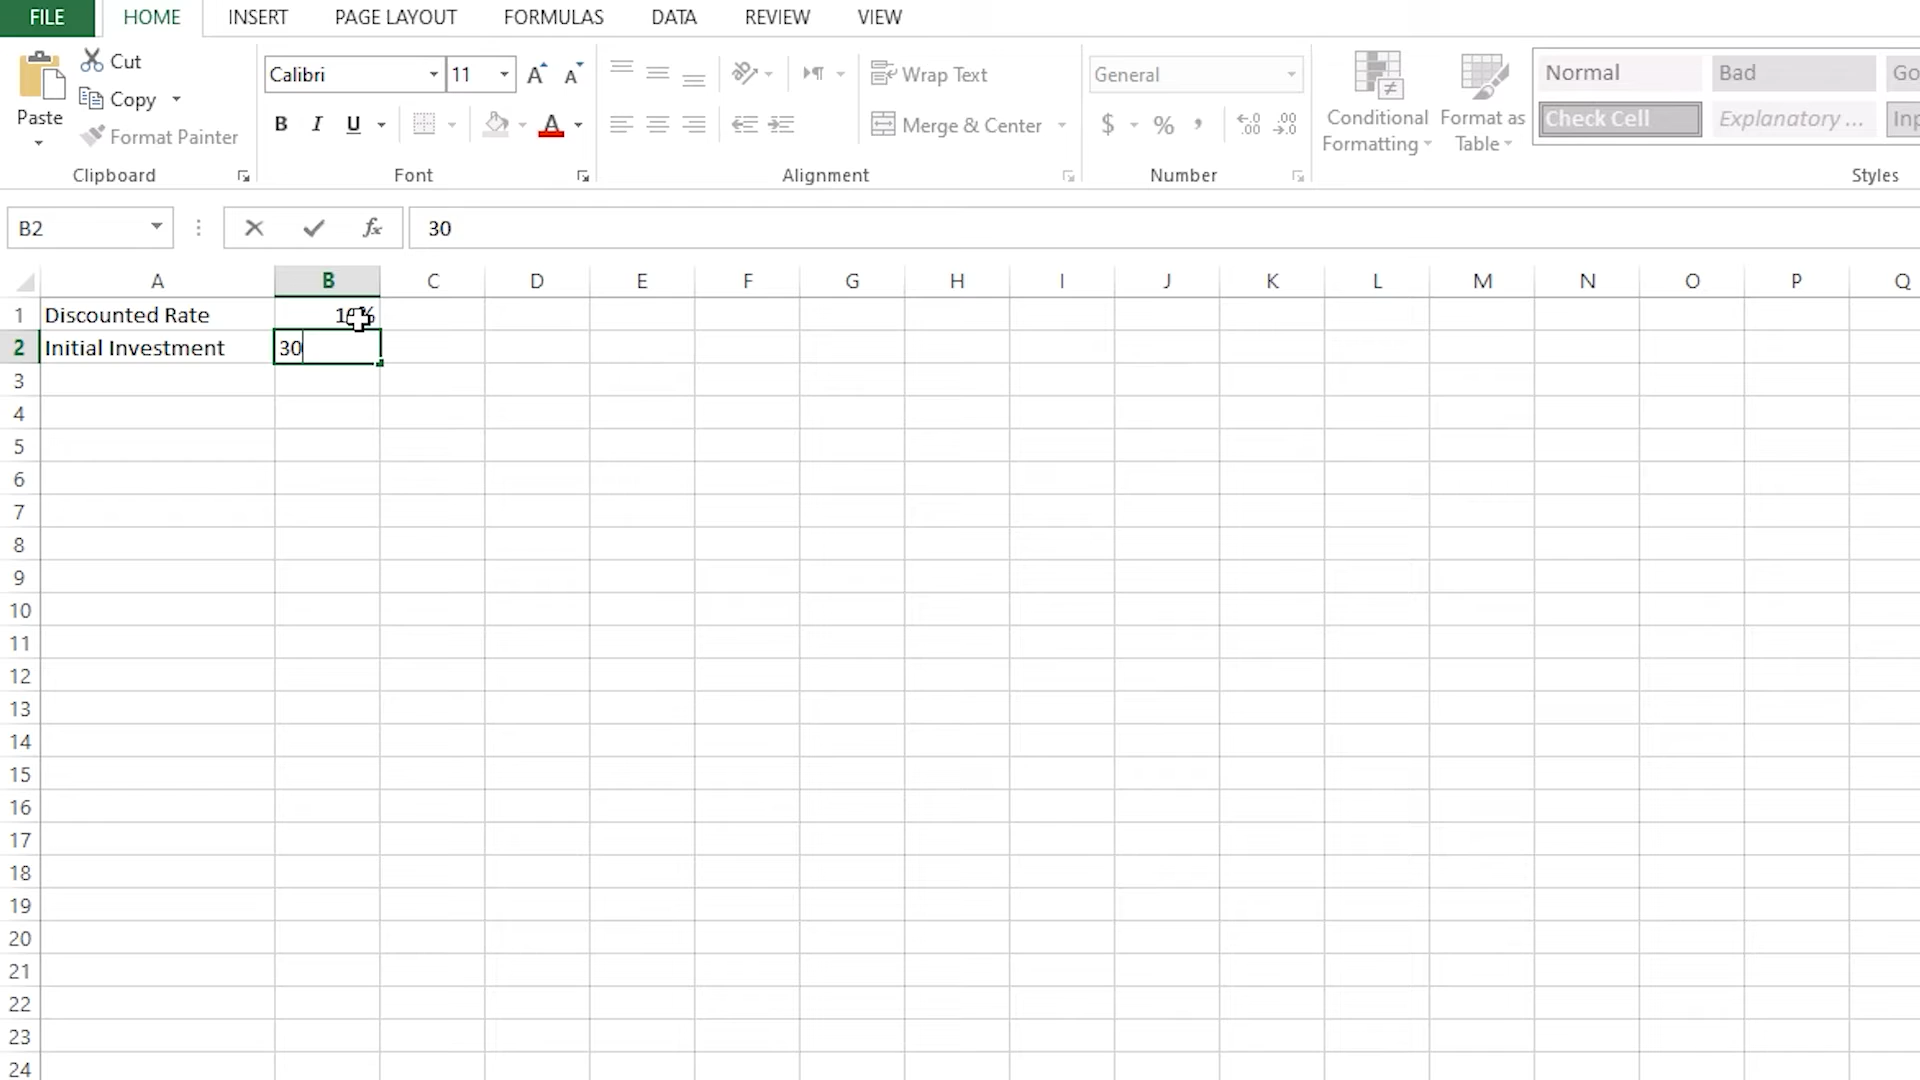 FILE HOME INSERT PAGE LAYOUT FORMULAS DATA REVIEW VIEW
Paste
Cut
Copy
Format Painter
Clipboard
Calibri 11 A A
B I U A
Font
Wrap Text
Merge & Center
Alignment
General
$ % ,
.00 .00
Number
Conditional
Formatting
Format as
Table
Normal Bad
Check Cell Explanatory ...
Styles
B2 fx 30
A B C D E F G H I J K L M N O P Q
1 Discounted Rate
2 Initial Investment 30
3
4
5
6
7
8
9
10
11
12
13
14
15
16
17
18
19
20
21
22
23
24